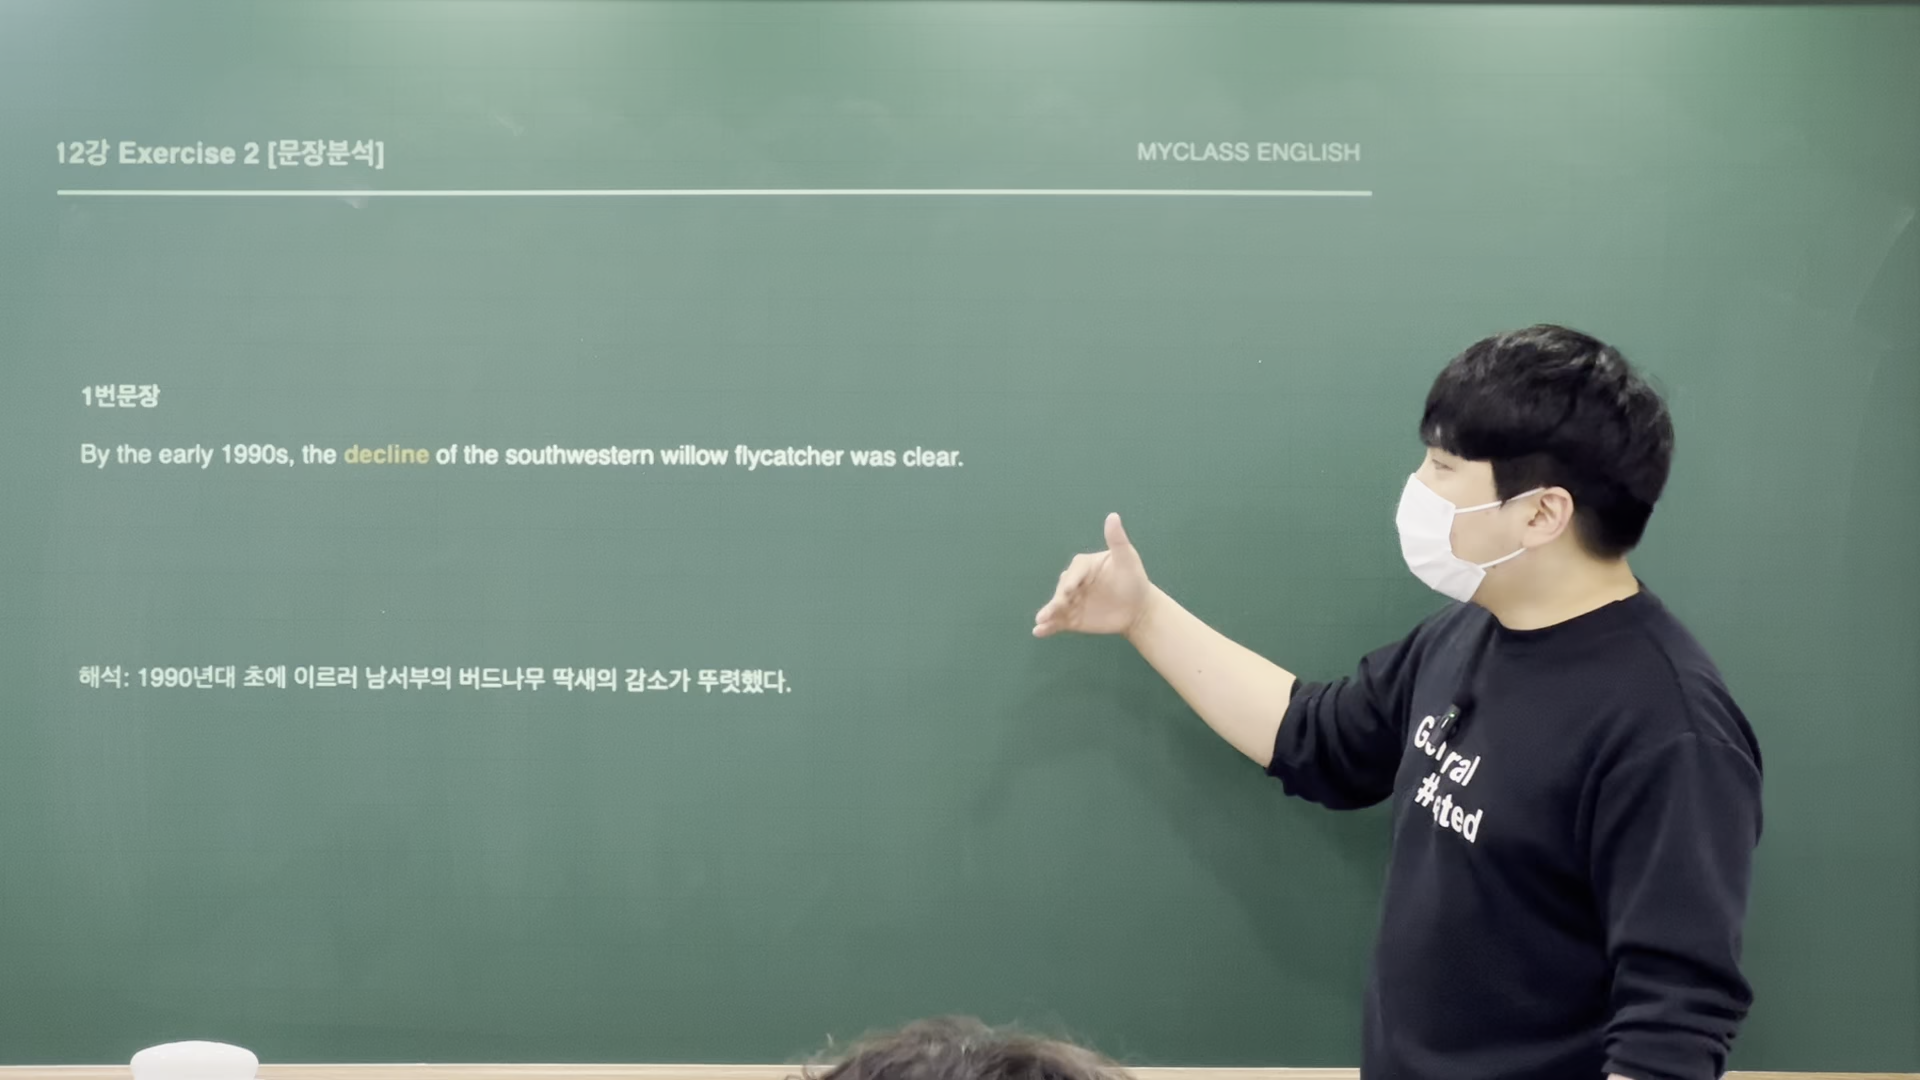 12강 Exercise 2 [문장분석]
MYCLASS ENGLISH
1번문장
By the early 1990s, the decline of the southwestern willow flycatcher was clear.
해석: 1990년대 초에 이르러 남서부의 버드나무 딱새의 감소가 뚜렷했다.